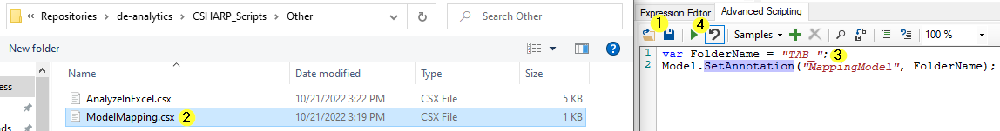 Repositories > de-analytics > CSHARP_Scripts > Other
Search Other
New folder
Name Date modified Type Size
AnalyzeInExcel.csx 10/21/2022 3:22 PM CSX File 5 KB
ModelMapping.csx 2 10/21/2022 3:19 PM CSX File 1 KB
ess
ds
Expression Editor Advanced Scripting
1 4
Samples 100 %
1 var FolderName = "TAB_"; 3
2 Model.SetAnnotation("MappingModel", FolderName);